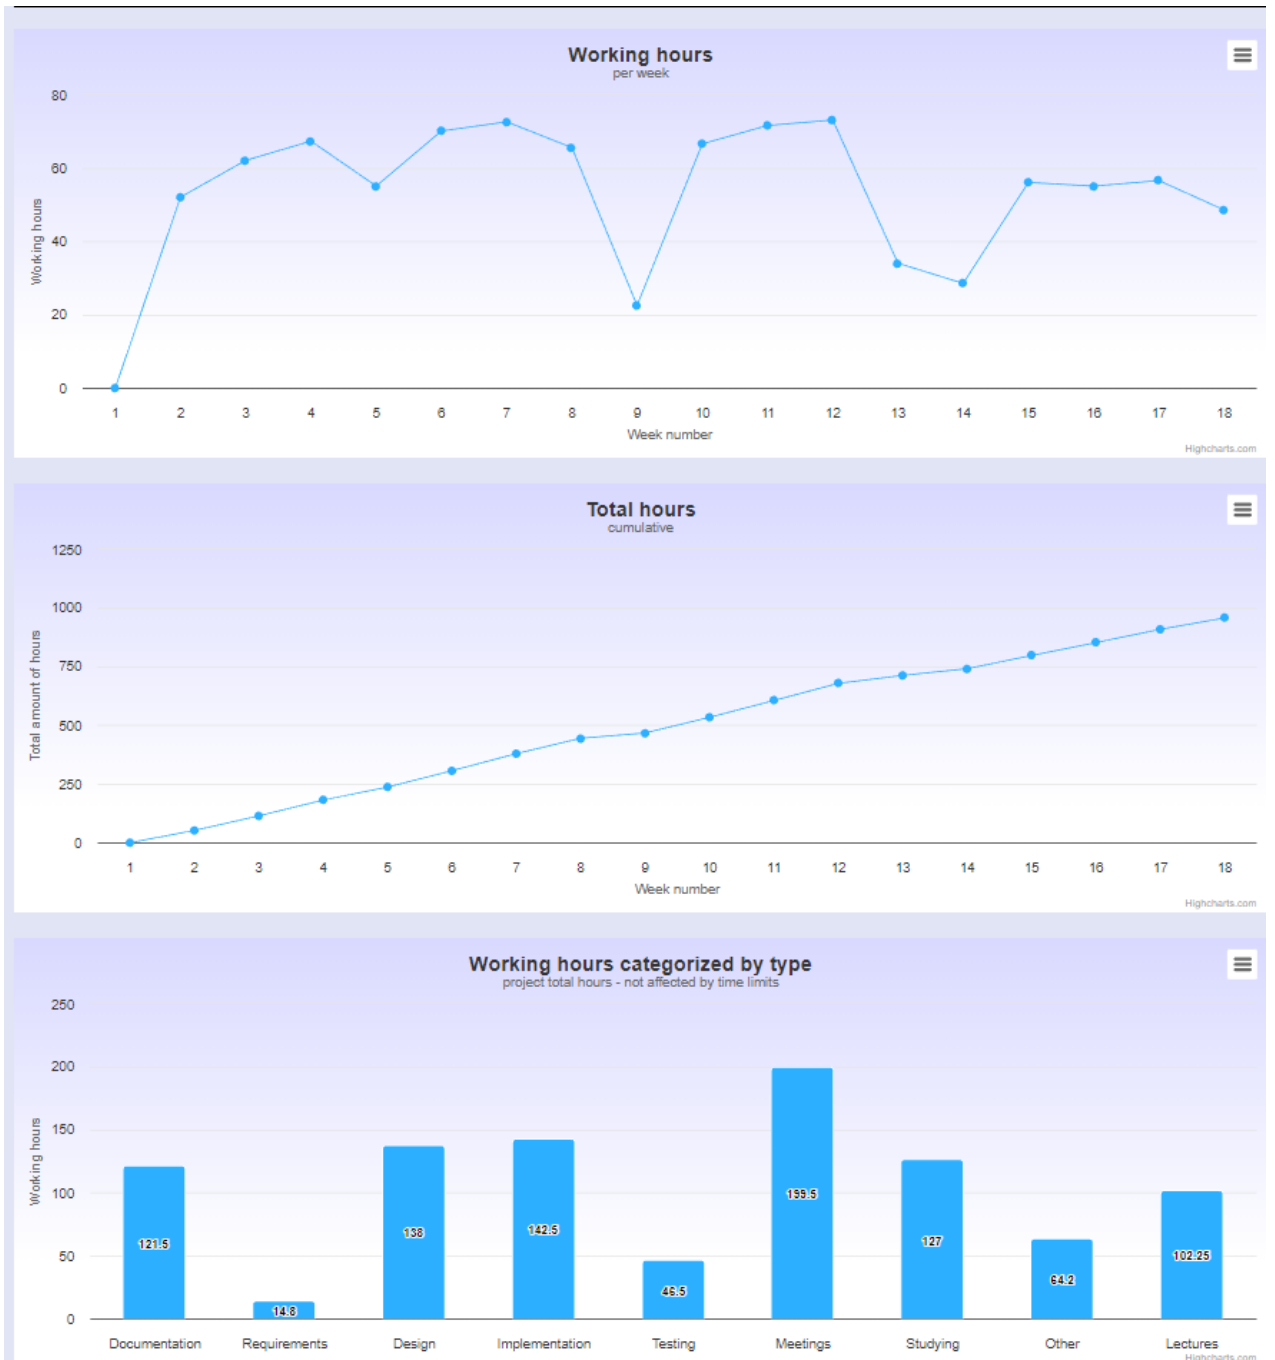 Working hours
per week
80
60
40
20
0
Working hours
1 2 3 4 5 6 7 8 9 10 11 12 13 14 15 16 17 18
Week number
Highcharts.com
Total hours
cumulative
1250
1000
750
500
250
0
Total amount of hours
1 2 3 4 5 6 7 8 9 10 11 12 13 14 15 16 17 18
Week number
Highcharts.com
Working hours categorized by type
project total hours - not affected by time limits
250
200
150
100
50
0
Working hours
121.5 14.8 138 142.5 46.5 199.5 127 64.2 102.25
Documentation Requirements Design Implementation Testing Meetings Studying Other Lectures
Highcharts.com